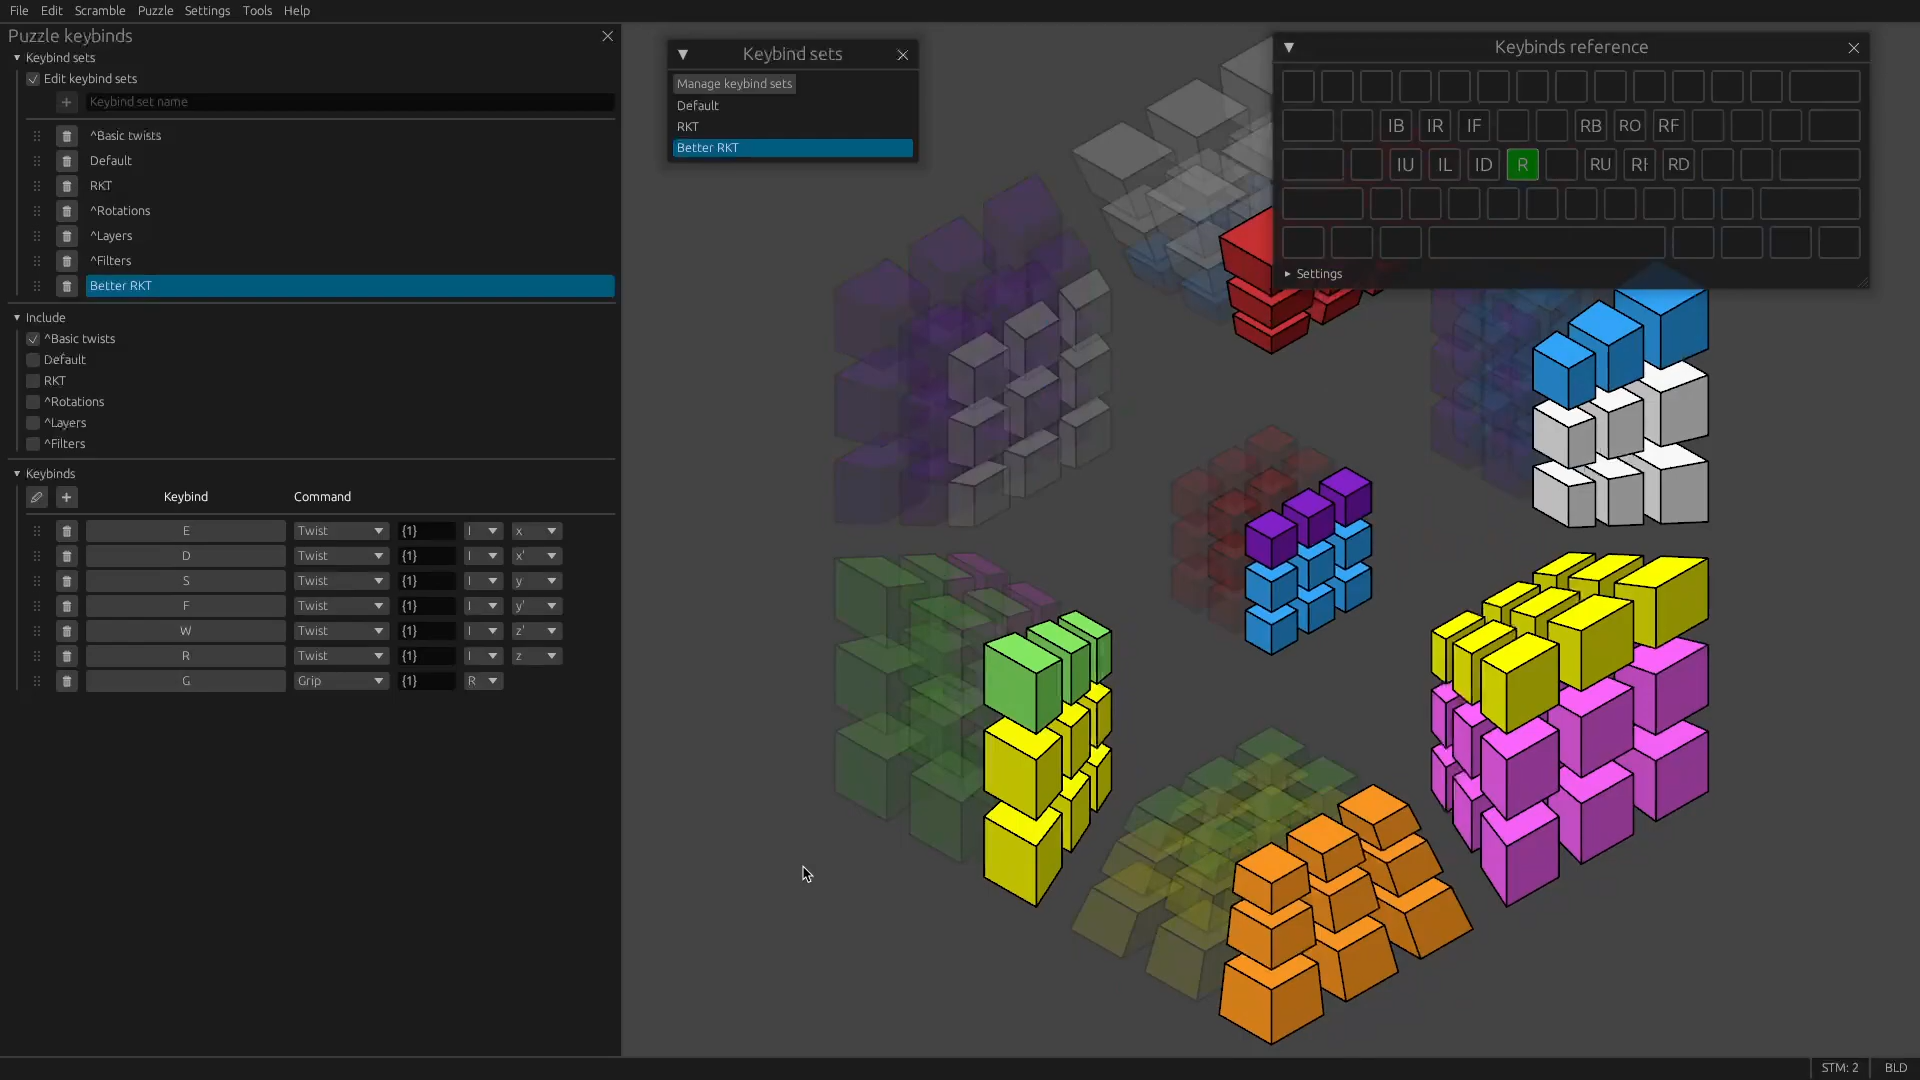 File Edit Scramble Puzzle Settings Tools Help
Puzzle keybinds
Keybind sets
Edit keybind sets
+ Keybind set name
^Basic twists
Default
RKT
^Rotations
^Layers
^Filters
Better RKT
Include
^Basic twists
Default
RKT
^Rotations
^Layers
^Filters
Keybinds
+ Keybind Command
E Twist {1} I x
D Twist {1} I x'
S Twist {1} I y
F Twist {1} I y'
W Twist {1} I z'
R Twist {1} I z
G Grip {1} R
Keybind sets
Manage keybind sets
Default
RKT
Better RKT
Keybinds reference
IB IR IF RB RO RF
IU IL ID R RU RI RD
Settings
STM: 2 BLD